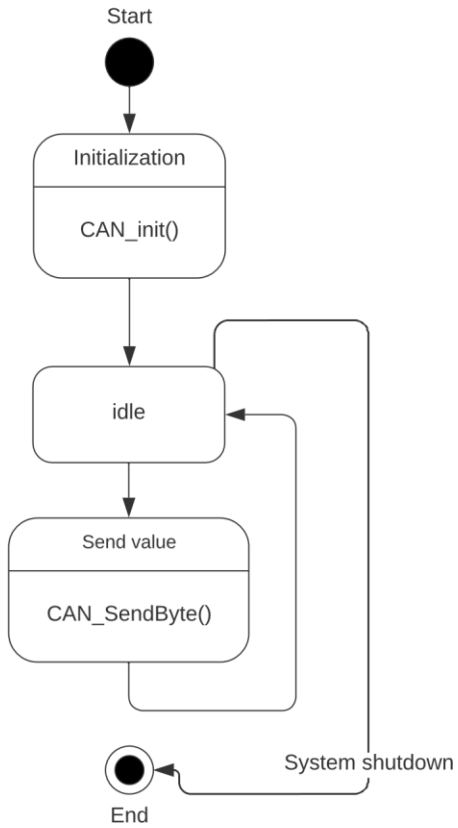 Start
Initialization
CAN_init()
idle
Send value
CAN_SendByte()
System shutdown
End